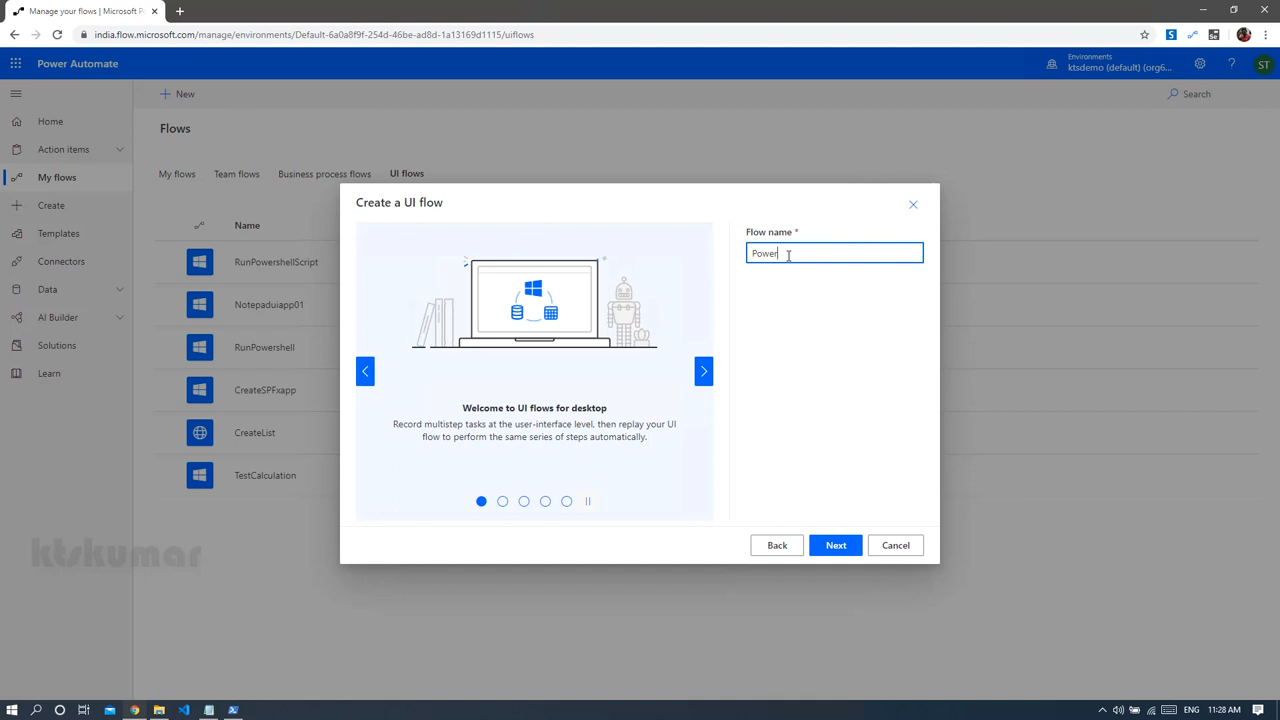 Manage your flows | Microsoft P
india.flow.microsoft.com/manage/environments/Default-6a0a8f9f-254d-46be-ad8d-1a13169d1115/uiflows
Power Automate
Environments
ktsdemo (default) (org6...
ST
New
Search
Home
Action items
My flows
Create
Templates
Connectors
Data
AI Builder
Solutions
Learn
Flows
My flows
Team flows
Business process flows
UI flows
Name
RunPowershellScript
Notepaduiapp01
RunPowershell
CreateSPFxapp
CreateList
TestCalculation
ktskumar
Create a UI flow
Welcome to UI flows for desktop
Record multistep tasks at the user-interface level, then replay your UI
flow to perform the same series of steps automatically.
Flow name *
Power
Back
Next
Cancel
ENG
11:28 AM